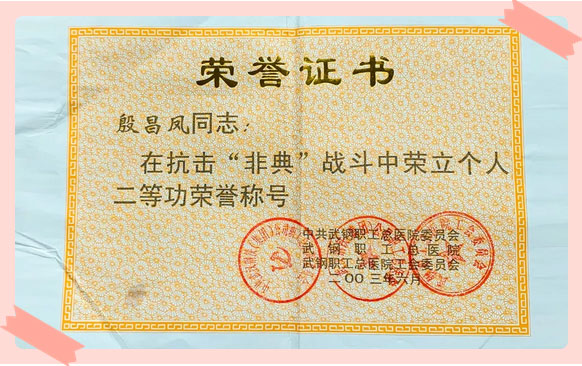 荣誉证书
殷昌凤同志：
在抗击“非典”战斗中荣立个人
二等功荣誉称号
中共武钢职工总医院委员会
武钢职工总医院
武钢职工总医院工会委员会
二〇〇三年六月